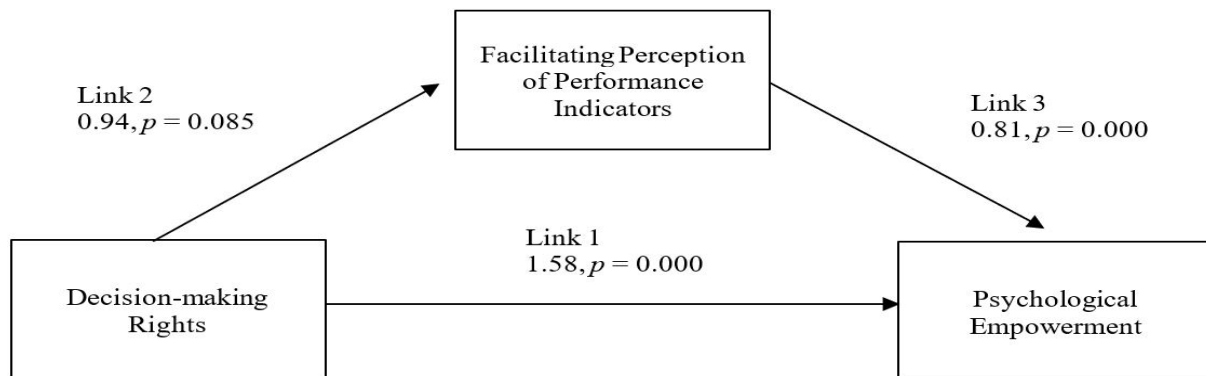 Facilitating Perception
of Performance
Indicators
Link 2
0.94, p = 0.085
Link 3
0.81, p = 0.000
Link 1
1.58, p = 0.000
Decision-making
Rights
Psychological
Empowerment